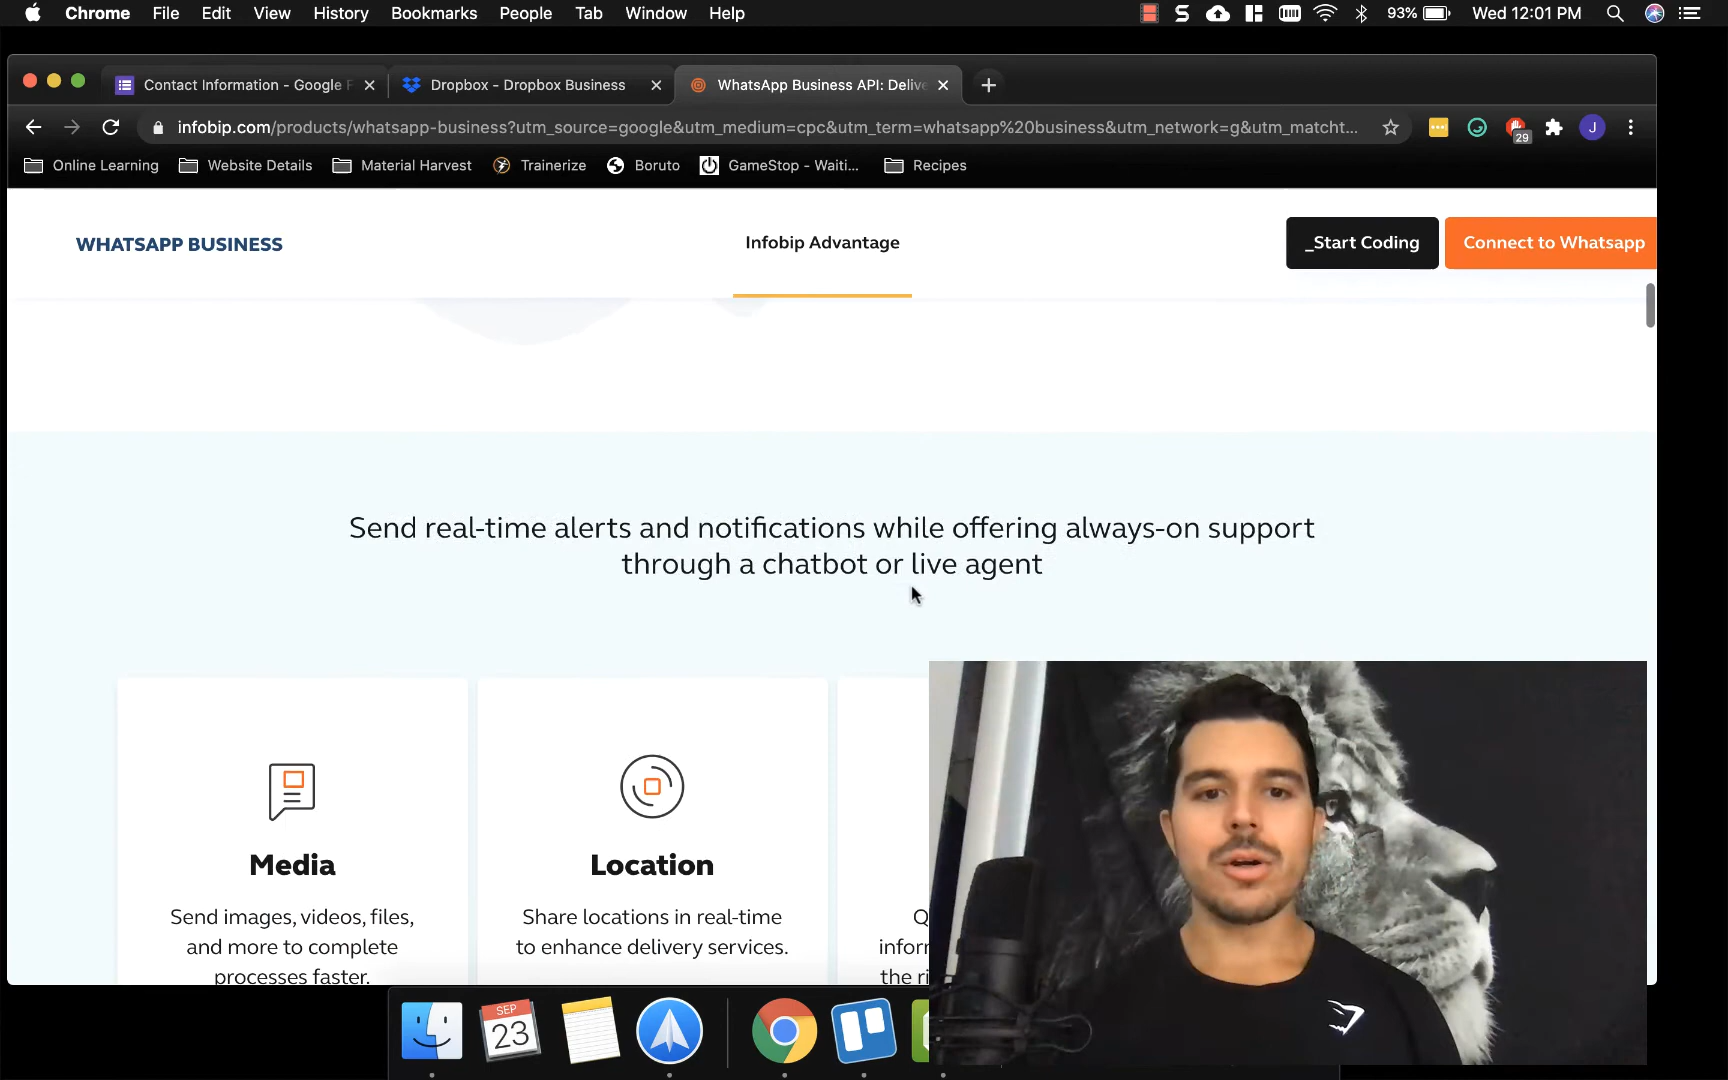 Chrome File Edit View History Bookmarks People Tab Window Help 93% Wed 12:01 PM
Contact Information - Google F Dropbox - Dropbox Business WhatsApp Business API: Delive
infobip.com/products/whatsapp-business?utm_source=google&utm_medium=cpc&utm_term=whatsapp%20business&utm_network=g&utm_matcht... 29 J
Online Learning Website Details Material Harvest Trainerize Boruto GameStop - Waiti... Recipes
WHATSAPP BUSINESS Infobip Advantage _Start Coding Connect to Whatsapp
Send real-time alerts and notifications while offering always-on support
through a chatbot or live agent
Media
Send images, videos, files,
and more to complete
processes faster.
Location
Share locations in real-time
to enhance delivery services.
Q
inforn
the ri
SEP
23